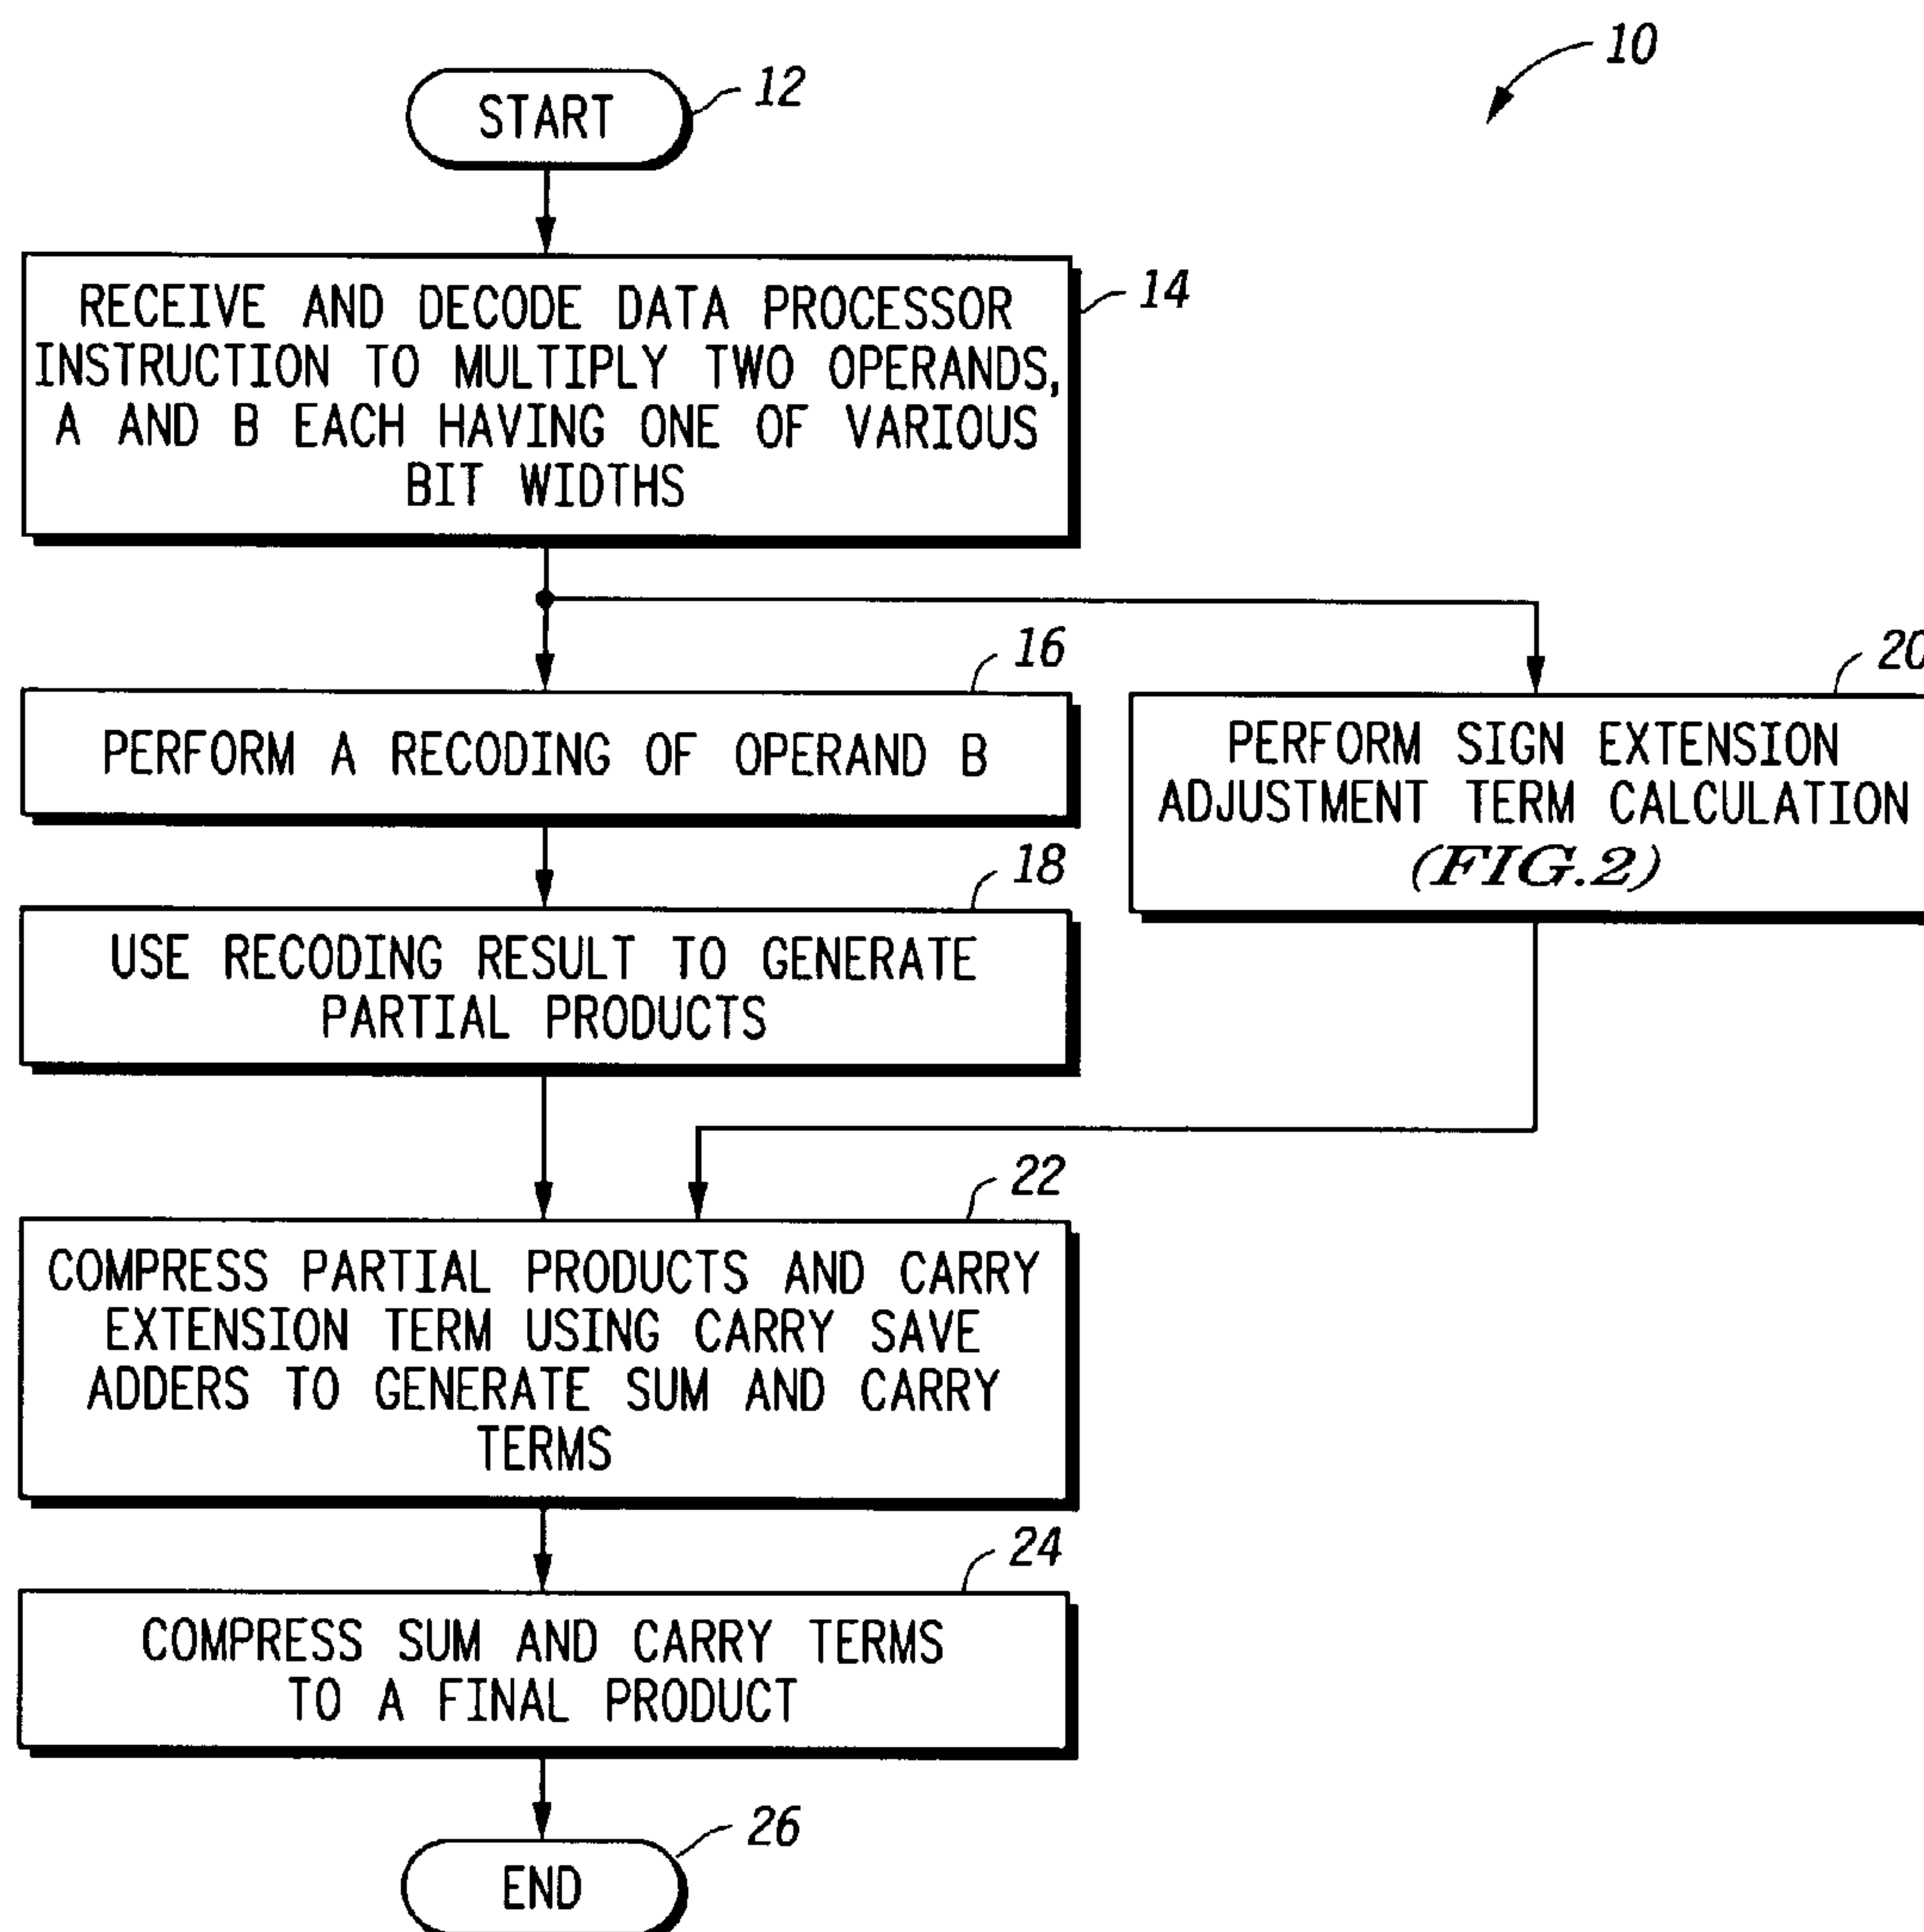 10
START
12
RECEIVE AND DECODE DATA PROCESSOR
INSTRUCTION TO MULTIPLY TWO OPERANDS,
A AND B EACH HAVING ONE OF VARIOUS
BIT WIDTHS
14
16
PERFORM A RECODING OF OPERAND B
20
PERFORM SIGN EXTENSION
ADJUSTMENT TERM CALCULATION
(FIG.2)
18
USE RECODING RESULT TO GENERATE
PARTIAL PRODUCTS
22
COMPRESS PARTIAL PRODUCTS AND CARRY
EXTENSION TERM USING CARRY SAVE
ADDERS TO GENERATE SUM AND CARRY
TERMS
24
COMPRESS SUM AND CARRY TERMS
TO A FINAL PRODUCT
26
END